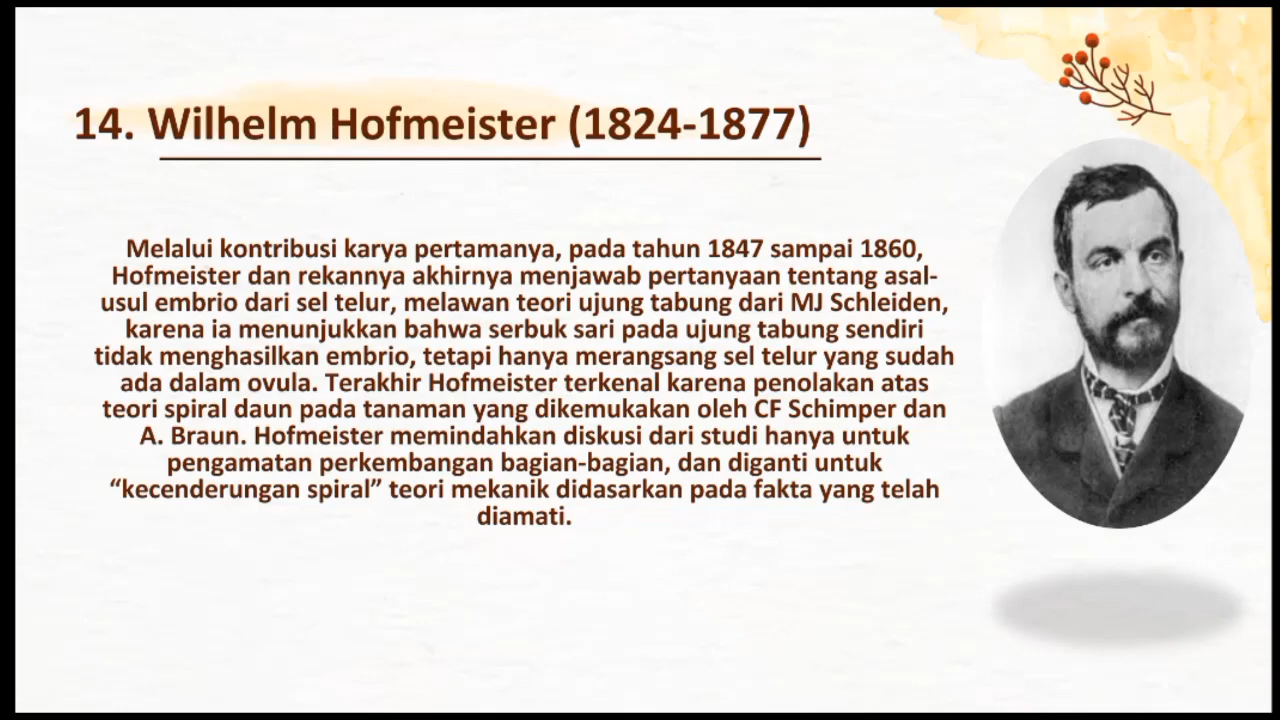 14. Wilhelm Hofmeister (1824-1877)
Melalui kontribusi karya pertamanya, pada tahun 1847 sampai 1860,
Hofmeister dan rekannya akhirnya menjawab pertanyaan tentang asal-
usul embrio dari sel telur, melawan teori ujung tabung dari MJ Schleiden,
karena ia menunjukkan bahwa serbuk sari pada ujung tabung sendiri
tidak menghasilkan embrio, tetapi hanya merangsang sel telur yang sudah
ada dalam ovula. Terakhir Hofmeister terkenal karena penolakan atas
teori spiral daun pada tanaman yang dikemukakan oleh CF Schimper dan
A. Braun. Hofmeister memindahkan diskusi dari studi hanya untuk
pengamatan perkembangan bagian-bagian, dan diganti untuk
“kecenderungan spiral” teori mekanik didasarkan pada fakta yang telah
diamati.